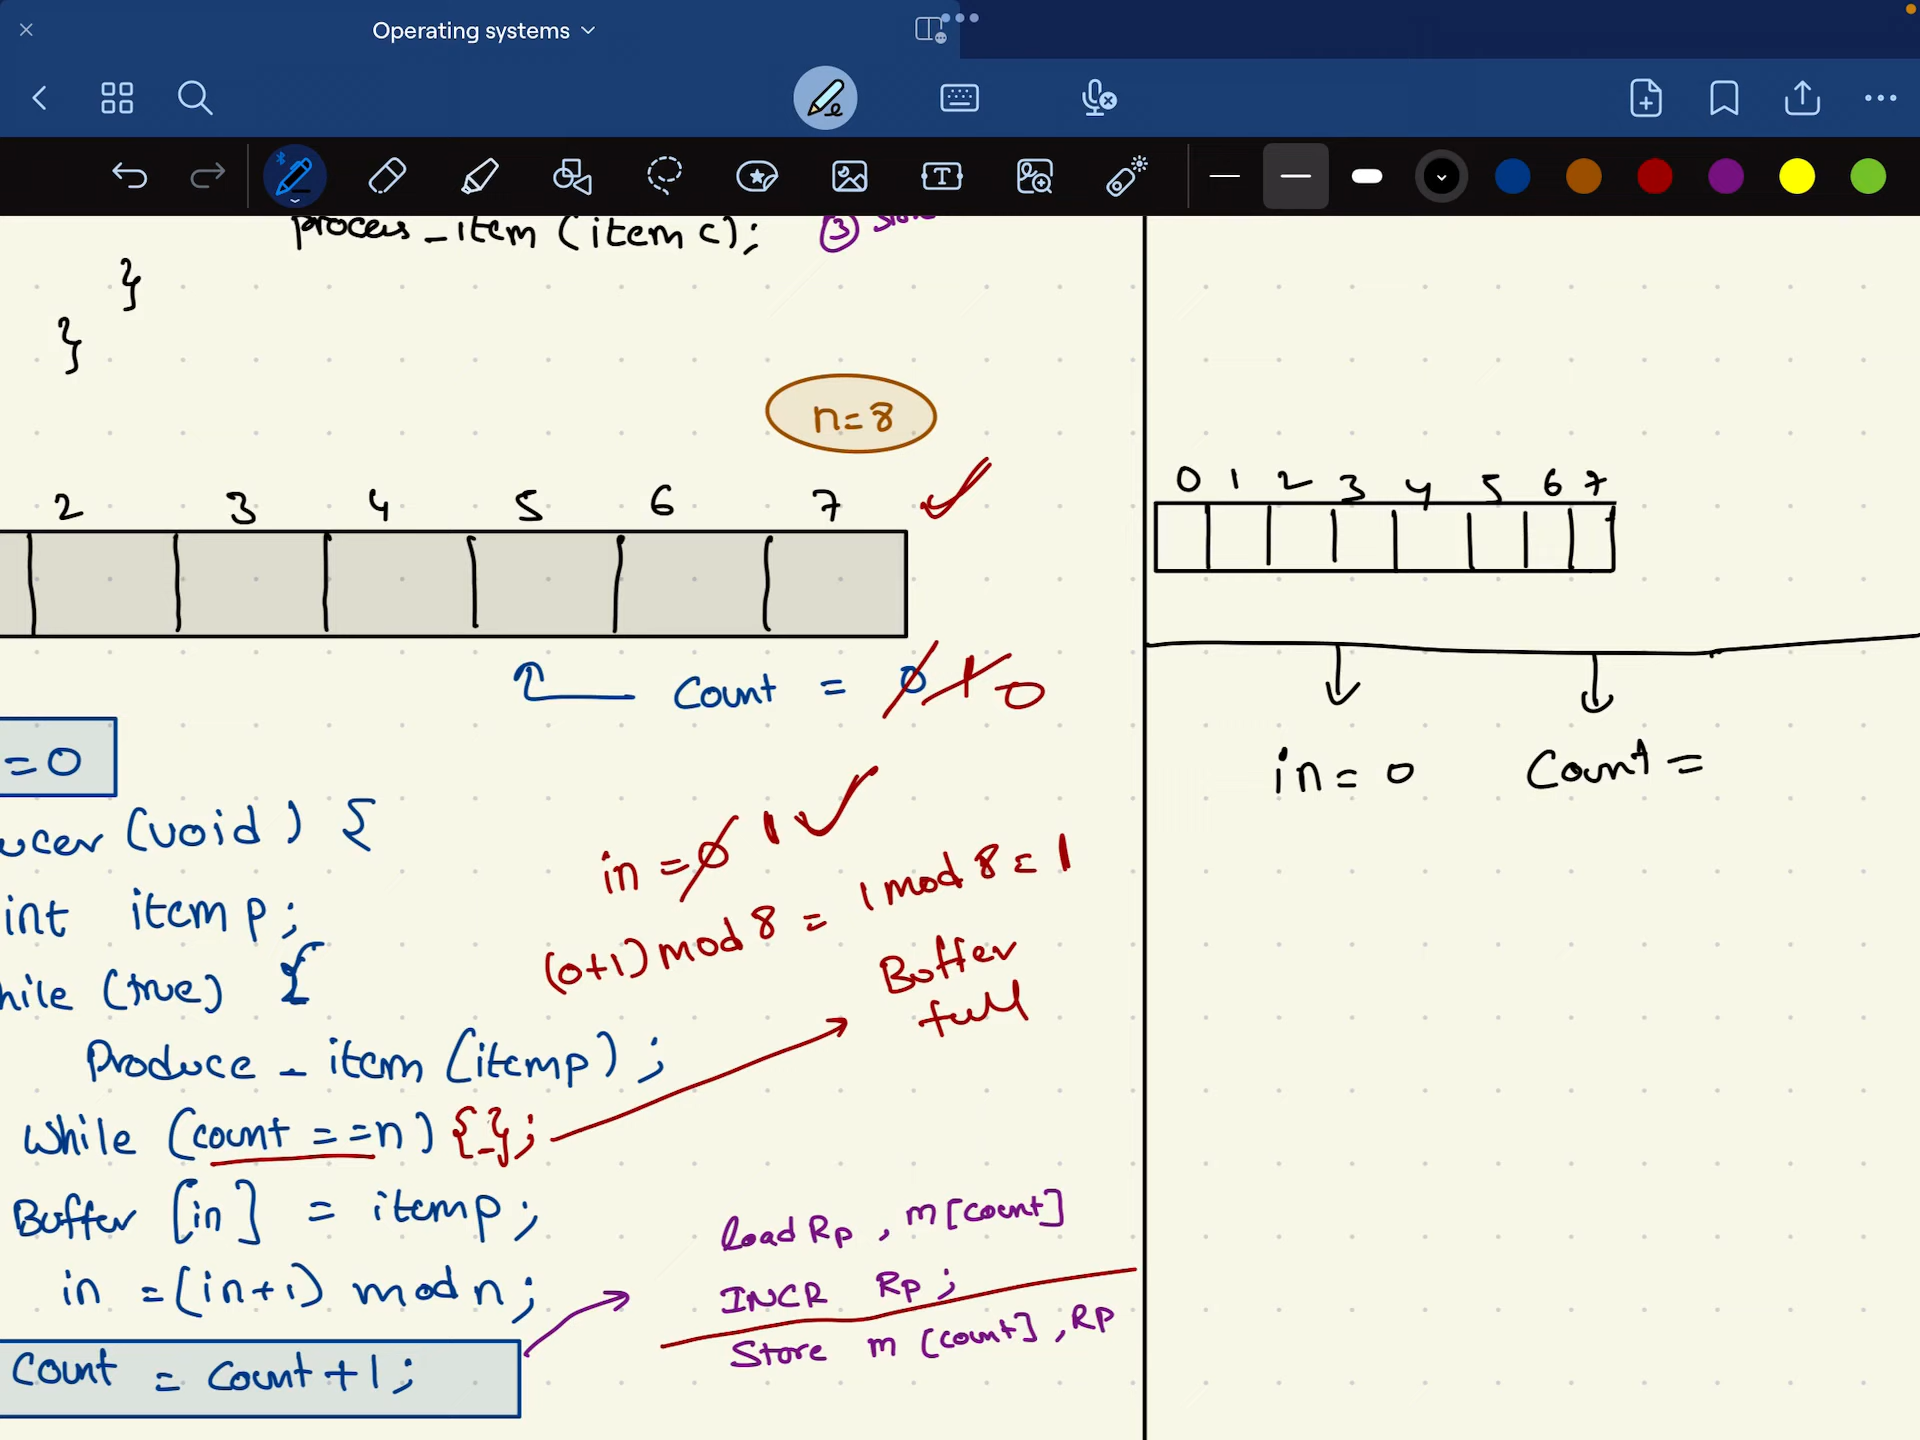 Operating systems
process_item (item c);
3
}
}
n=8
2 3 4 5 6 7
Count = 0 1 0
=0
ucer (void) {
int item p;
hile (true) {
Produce - item (itemp);
While (count ==n) {_};
Buffer [in] = itemp;
in = (in+1) mod n;
Count = Count +1;
in = 0 1
(0+1) mod 8 = 1 mod 8 = 1
Buffer
full
load Rp, m[count]
INCR Rp;
Store m [count], Rp
0 1 2 3 4 5 6 7
in = 0 Count =